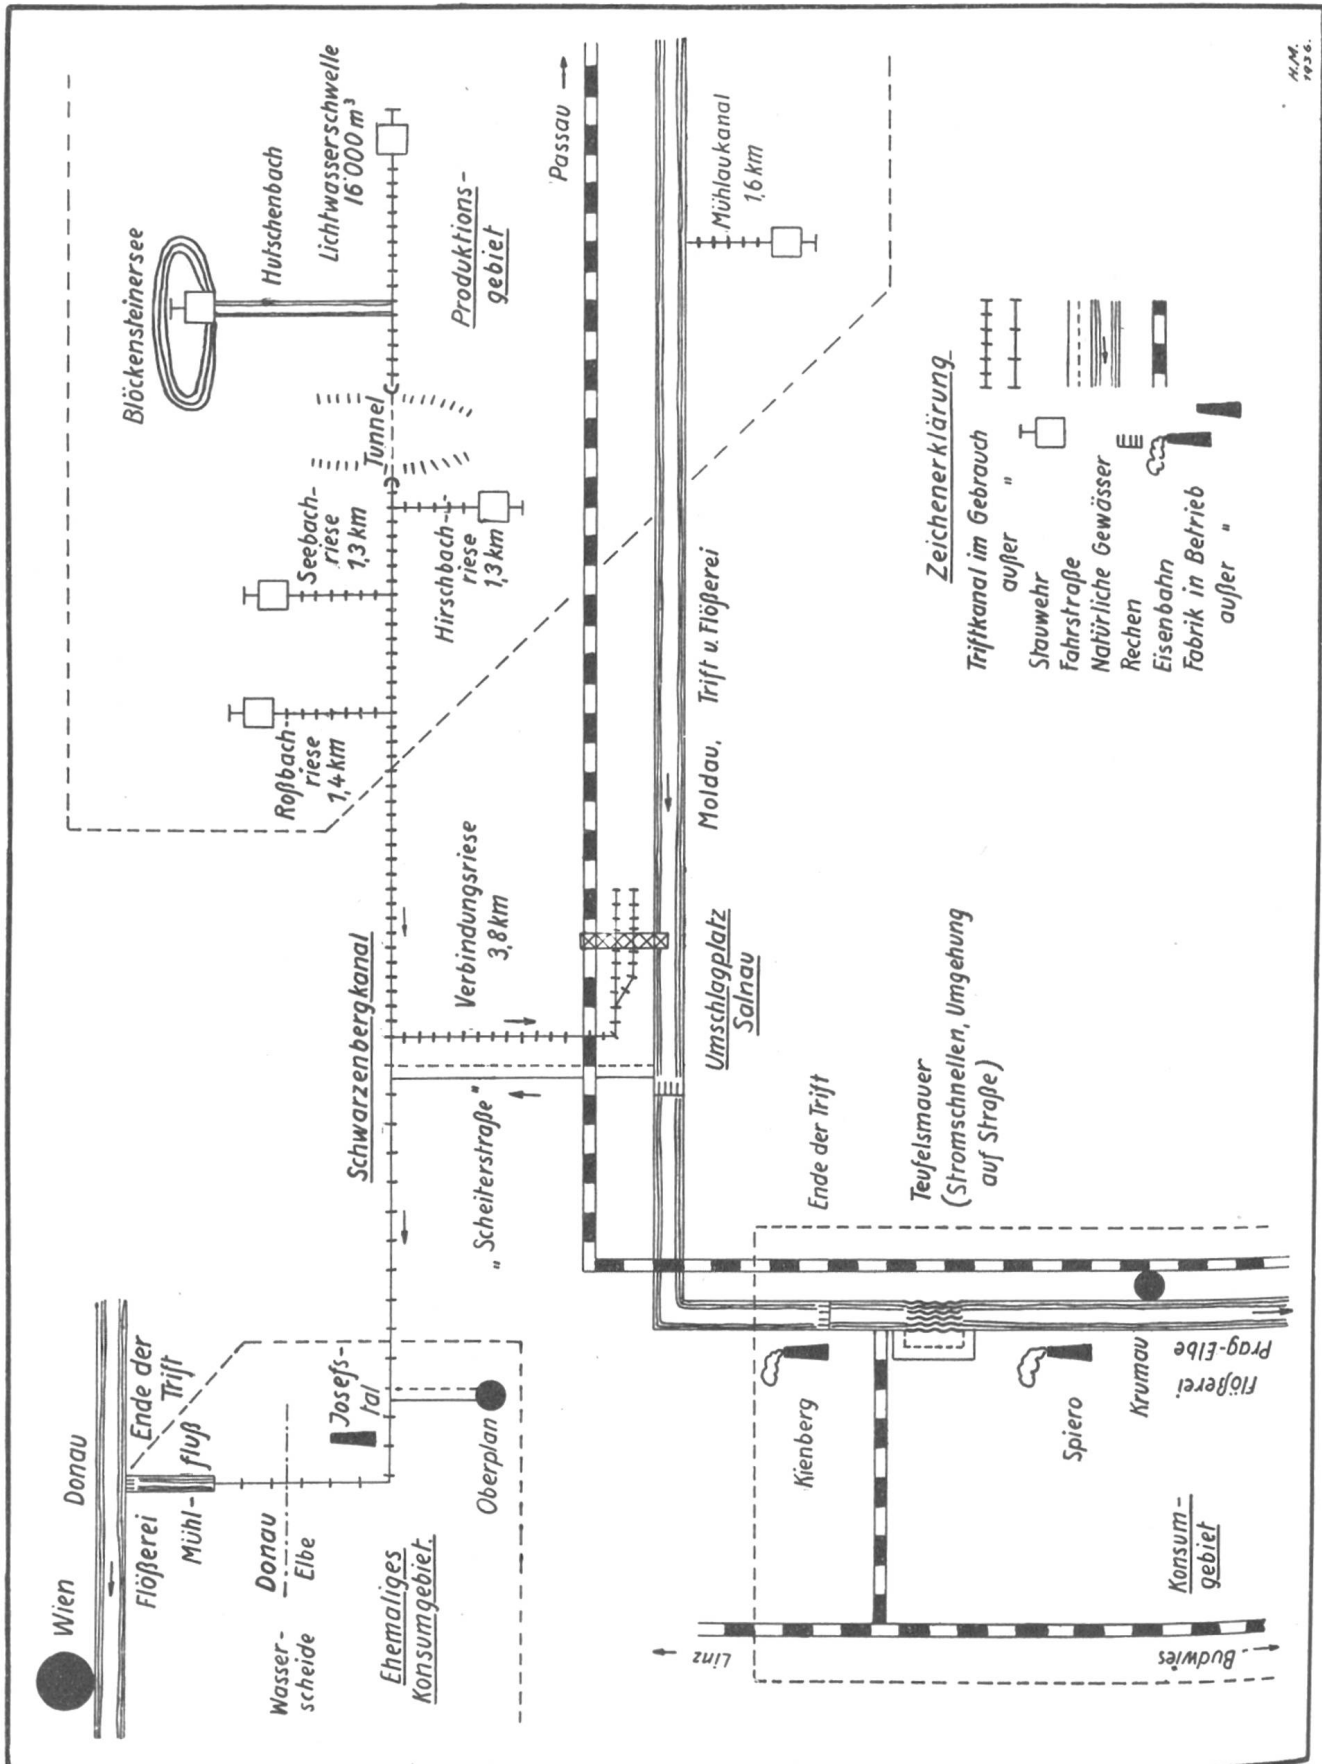 Wien
Donau
Flößerei
Ende der
Trift
Mühl-
fluß
Wasser-
scheide
Donau
Elbe
Josefs-
tal
Ehemaliges
Konsumgebiet.
Oberplan
Schwarzenbergkanal
„Scheiterstraße"
Verbindungsriese
3,8 km
Roßbach-
riese
1,4 km
Seebach-
riese
1,3 km
Hirschbach-
riese
1,3 km
Tunnel
Blöckensteinersee
Hutschenbach
Lichtwasserschwelle
16'000 m³
Produktions-
gebiet
Passau
Moldau, Trift u. Flößerei
Mühlaukanal
1,6 km
Umschlagplatz
Salnau
Ende der Trift
Teufelsmauer
(Stromschnellen, Umgehung
auf Straße)
Linz
Budwies
Kienberg
Spiero
Krumau
Flößerei
Prag-Elbe
Konsum-
gebiet
Zeichenerklärung
Triftkanal im Gebrauch
außer "
Stauwehr
Fahrstraße
Natürliche Gewässer
Rechen
Eisenbahn
Fabrik in Betrieb
außer "
H.M.
1936.